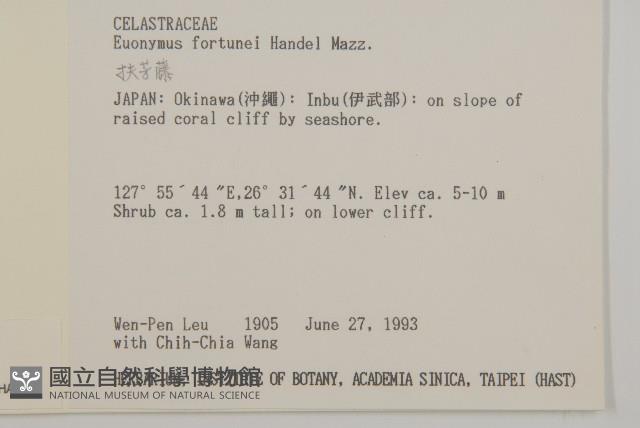 CELASTRACEAE
Euonymus fortunei Handel Mazz.
扶芳藤
JAPAN: Okinawa(沖繩): Inbu(伊武部): on slope of
raised coral cliff by seashore.
127° 55´44 ″E,26° 31´44 ″N. Elev ca. 5-10 m
Shrub ca. 1.8 m tall; on lower cliff.
Wen-Pen Leu 1905 June 27, 1993
with Chih-Chia Wang
OF BOTANY, ACADEMIA SINICA, TAIPEI (HAST)
國立自然科學博物館
NATIONAL MUSEUM OF NATURAL SCIENCE